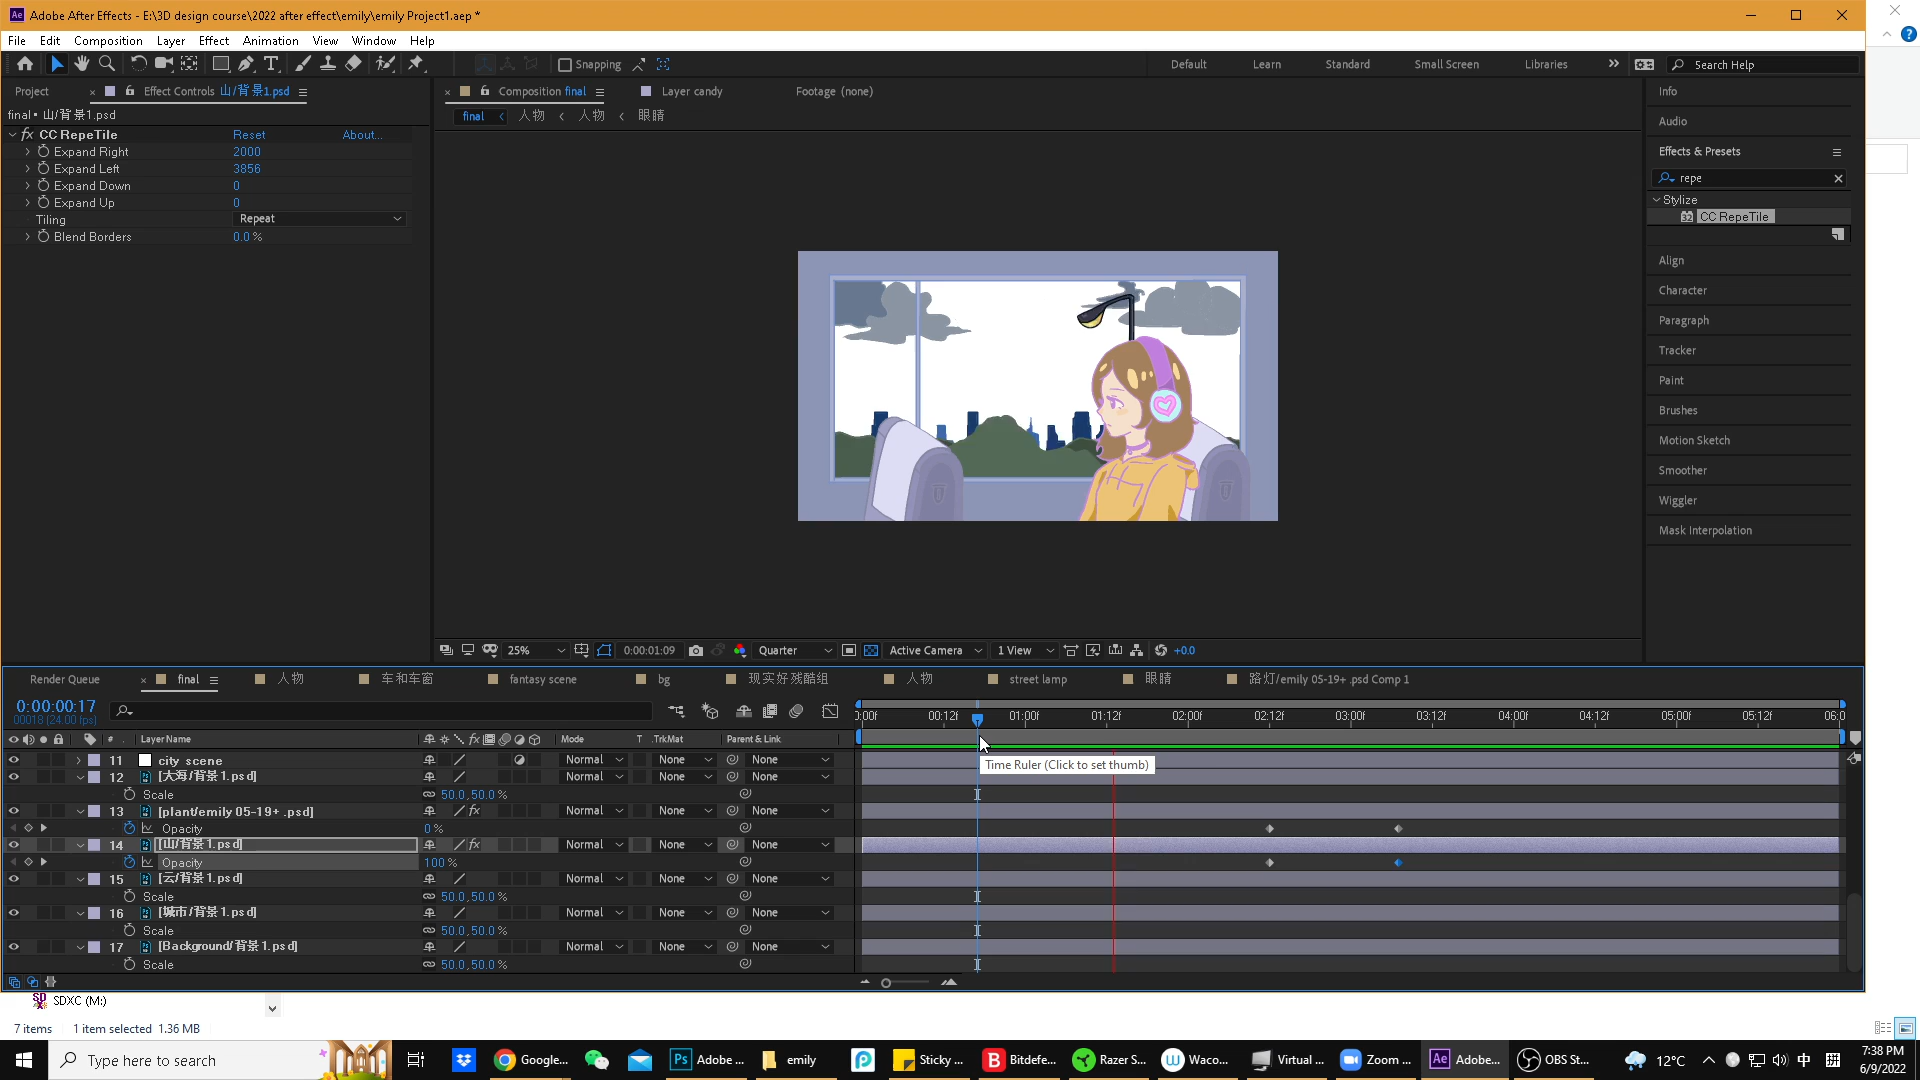 Adobe After Effects - E:\3D design course\2022 after effect\emily\emily Project1.aep *
File Edit Composition Layer Effect Animation View Window Help
Snapping Default Learn Standard Small Screen Libraries Search Help
Project Effect Controls 山/背景1.psd
final • 山/背景1.psd
fx CC RepeTile Reset About...
Expand Right 2000
Expand Left 3856
Expand Down 0
Expand Up 0
Tiling Repeat
Blend Borders 0.0 %
Composition final Layer candy Footage (none)
final 人物 人物 眼睛
Info
Audio
Effects & Presets
repe
Stylize
32 CC RepeTile
Align
Character
Paragraph
Tracker
Paint
Brushes
Motion Sketch
Smoother
Wiggler
Mask Interpolation
25% 0:00:01:09 Quarter Active Camera 1 View +0.0
Render Queue final 人物 车和车窗 fantasy scene bg 现实好残酷组 人物 street lamp 眼睛 路灯/emily 05-19+ .psd Comp 1
0:00:00:17
00018 (24.00 fps)
):00f 00:12f 01:00f 01:12f 02:00f 02:12f 03:00f 03:12f 04:00f 04:12f 05:00f 05:12f 06:0
# Layer Name fx Mode T .TrkMat Parent & Link
Time Ruler (Click to set thumb)
11 city scene Normal None None
12 [大海/背景1.psd] Normal None None
Scale 50.0,50.0 %
13 [plant/emily 05-19+ .psd] fx Normal None None
Opacity 0 %
14 [山/背景1.psd] fx Normal None None
Opacity 100 %
15 [云/背景1.psd] Normal None None
Scale 50.0,50.0 %
16 [城市/背景1.psd] Normal None None
Scale 50.0,50.0 %
17 [Background/背景1.psd] Normal None None
Scale 50.0,50.0 %
SDXC (M:)
7 items 1 item selected 1.36 MB
Type here to search Google... Ps Adobe ... emily Sticky ... Bitdefe... Razer S... Waco... Virtual ... Zoom ... Ae Adobe... OBS St... 12°C 中 7:38 PM
6/9/2022